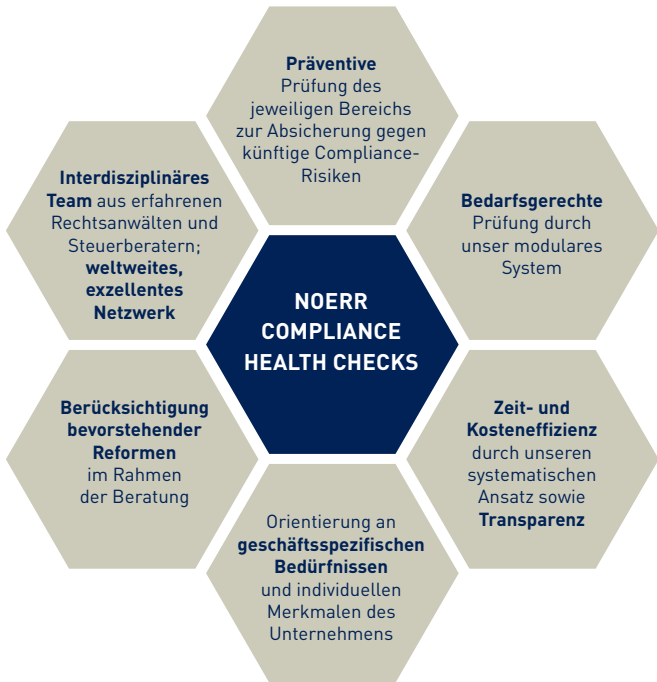 Präventive
Prüfung des
jeweiligen Bereichs
zur Absicherung gegen
künftige Compliance-
Risiken
Interdisziplinäres
Team aus erfahrenen
Rechtsanwälten und
Steuerberatern;
weltweites,
exzellentes
Netzwerk
Bedarfsgerechte
Prüfung durch
unser modulares
System
NOERR
COMPLIANCE
HEALTH CHECKS
Berücksichtigung
bevorstehender
Reformen
im Rahmen
der Beratung
Zeit- und
Kosteneffizienz
durch unseren
systematischen
Ansatz sowie
Transparenz
Orientierung an
geschäftsspezifischen
Bedürfnissen
und individuellen
Merkmalen des
Unternehmens